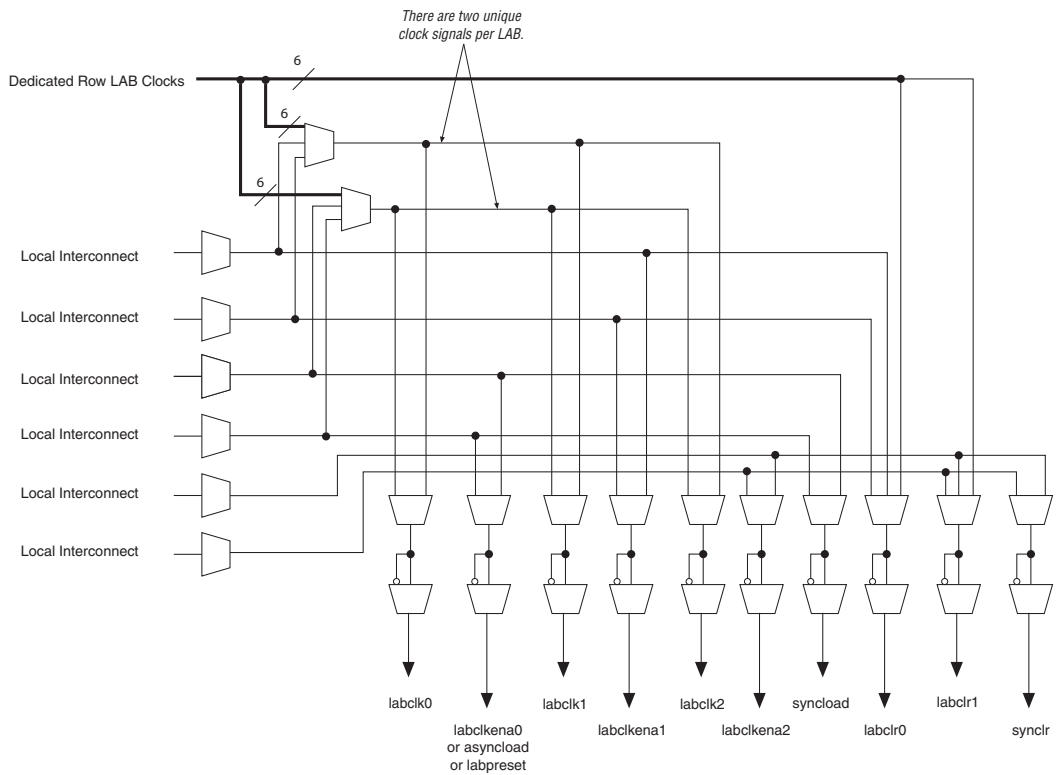 There are two unique
clock signals per LAB.
6
Dedicated Row LAB Clocks
6
6
Local Interconnect
Local Interconnect
Local Interconnect
Local Interconnect
Local Interconnect
Local Interconnect
labclk0
labclkena0
or asyncload
or labpreset
labclk1
labclkena1
labclk2
labclkena2
syncload
labclr0
labclr1
synclr